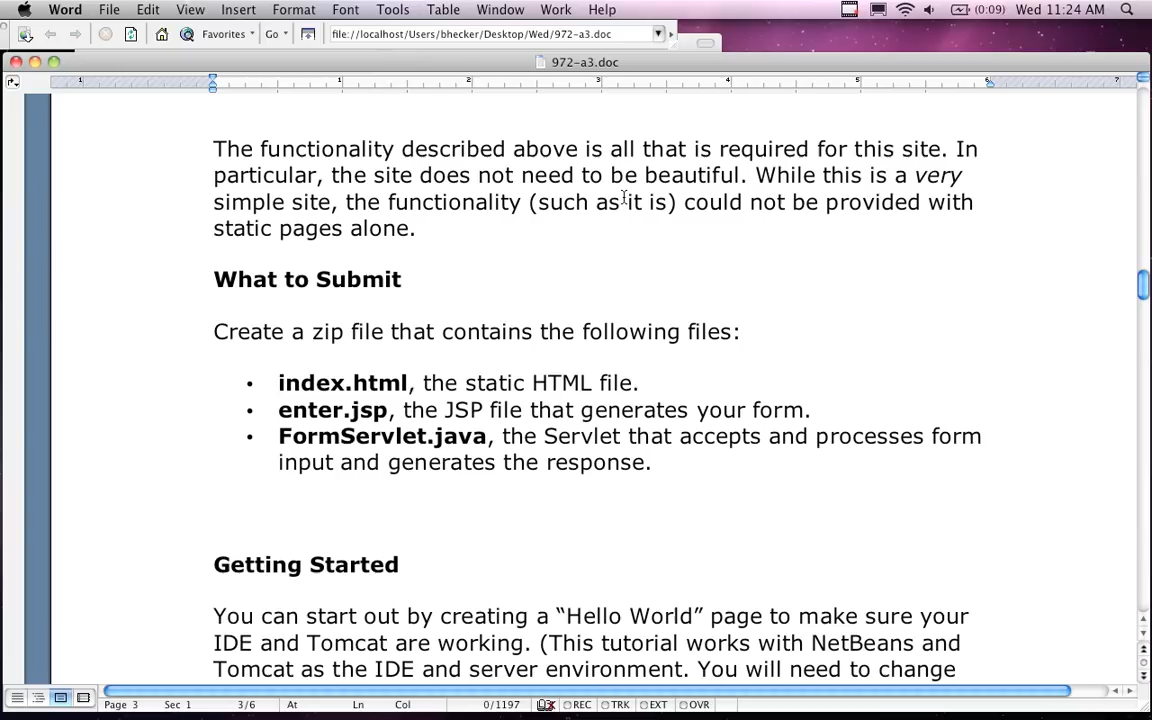 Word File Edit View Insert Format Font Tools Table Window Work Help (0:09) Wed 11:24 AM
Favorites Go file://localhost/Users/bhecker/Desktop/Wed/972-a3.doc
972-a3.doc
1 1 2 3 4 5 6 7
The functionality described above is all that is required for this site. In
particular, the site does not need to be beautiful. While this is a very
simple site, the functionality (such as it is) could not be provided with
static pages alone.
What to Submit
Create a zip file that contains the following files:
• index.html, the static HTML file.
• enter.jsp, the JSP file that generates your form.
• FormServlet.java, the Servlet that accepts and processes form
input and generates the response.
Getting Started
You can start out by creating a “Hello World” page to make sure your
IDE and Tomcat are working. (This tutorial works with NetBeans and
Tomcat as the IDE and server environment. You will need to change
Page 3 Sec 1 3/6 At Ln Col 0/1197 REC TRK EXT OVR